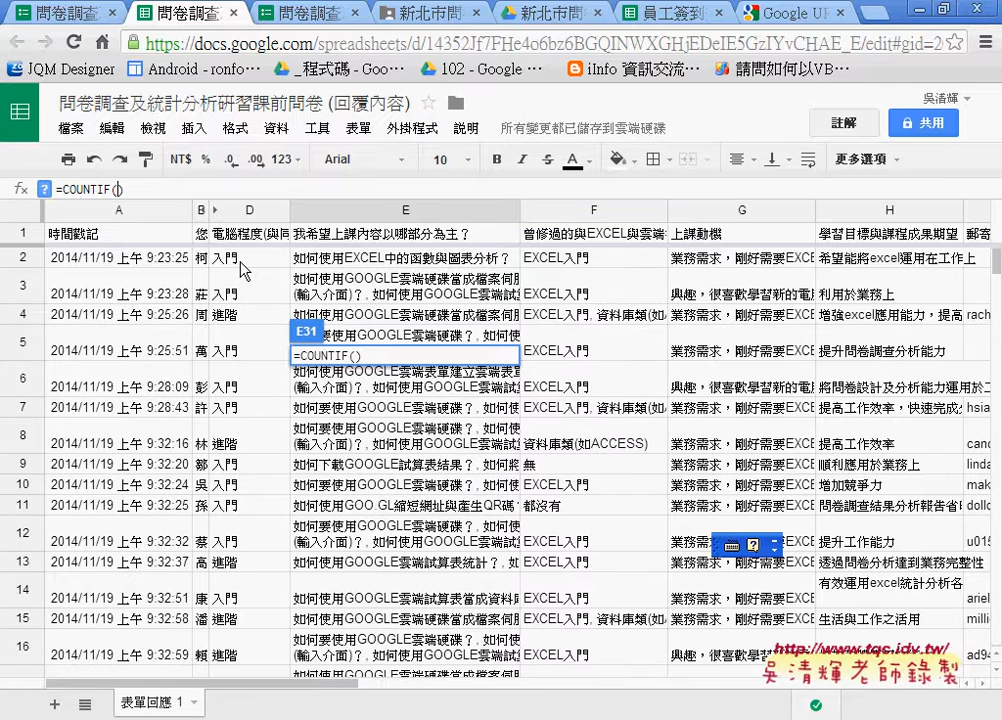 問卷調查及
問卷調查
問卷調查及
新北市問
新北市問
員工簽到
Google UF
https://docs.google.com/spreadsheets/d/14352Jf7FHe4o6bz6BGQINWXGHjDeIE5GzIYvCHAE_E/edit#gid=2
JQM Designer
Android - ronfo...
_程式碼 - Goo...
102 - Google ...
iInfo 資訊交流...
請問如何以VB...
問卷調查及統計分析研習課前問卷 (回覆內容)
吳清輝
檔案 編輯 檢視 插入 格式 資料 工具 表單 外掛程式 說明 所有變更都已儲存到雲端硬碟
註解 共用
NT$ % .0 .00 123 Arial 10 B I S A 更多選項
fx ? =COUNTIF()
A B D E F G H
1 時間戳記 您 電腦程度(與同 我希望上課內容以哪部分為主？ 曾修過的與EXCEL與雲端 上課動機 學習目標與課程成果期望 郵寄
2 2014/11/19 上午 9:23:25 柯 入門 如何使用EXCEL中的函數與圖表分析？ EXCEL入門 業務需求，剛好需要EXC 希望能將excel運用在工作上
如何使用GOOGLE雲端硬碟當成檔案伺服
3 2014/11/19 上午 9:23:28 莊 入門 (輸入介面)？, 如何使用GOOGLE雲端試算 EXCEL入門 興趣，很喜歡學習新的電腦 利用於業務上
4 2014/11/19 上午 9:25:26 周 進階 如何使用GOOGLE雲端硬碟當成檔案伺服 EXCEL入門, 資料庫類(如 業務需求，剛好需要EXC 增強excel應用能力，提高 rach
E31 要使用GOOGLE雲端硬碟？, 如何使
5 2014/11/19 上午 9:25:51 萬 入門 =COUNTIF() EXCEL入門 業務需求，剛好需要EXC 提升問卷調查分析能力
如何使用GOOGLE雲端表單建立雲端表單
6 2014/11/19 上午 9:28:09 彭 入門 (輸入介面)？, 如何使用GOOGLE雲端試算 EXCEL入門 興趣，很喜歡學習新的電腦 將問卷設計及分析能力運用於工
7 2014/11/19 上午 9:28:43 許 入門 如何要使用GOOGLE雲端硬碟？, 如何使 EXCEL入門, 資料庫類(如 業務需求，剛好需要EXC 提高工作效率，快速完成 hsia
如何要使用GOOGLE雲端硬碟？, 如何使
8 2014/11/19 上午 9:32:16 林 進階 (輸入介面)？, 如何使用GOOGLE雲端試 資料庫類(如ACCESS) 業務需求，剛好需要EXC 提高工作效率 canc
9 2014/11/19 上午 9:32:20 鄒 入門 如何下載GOOGLE試算表結果？, 如何將 無 業務需求，剛好需要EXC 順利應用於業務上 linda
10 2014/11/19 上午 9:32:24 吳 入門 如何要使用GOOGLE雲端硬碟？, 如何使 EXCEL入門 業務需求，剛好需要EXC 增加競爭力 mak
11 2014/11/19 上午 9:32:25 孫 入門 如何使用GOO.GL縮短網址與產生QR碼？ 都沒有 業務需求，剛好需要EXC 問卷調查結果分析報告省時 dollc
如何要使用GOOGLE雲端硬碟？, 如何使
12 2014/11/19 上午 9:32:32 蔡 入門 (輸入介面)？, 如何使用GOOGLE雲端試 EXCEL入門 業務需 剛好需要EXC 提升工作能力 u015
13 2014/11/19 上午 9:32:37 高 進階 如何使用GOOGLE雲端試算表統計？, 如 EXCEL入門 業務需求，剛好需要EXC 透過問卷分析達到業務完整性
有效運用excel統計分析各
14 2014/11/19 上午 9:32:51 康 入門 如何使用GOOGLE雲端試算表當成資料庫 EXCEL入門 業務需求，剛好需要EXC ariel
15 2014/11/19 上午 9:32:58 潘 進階 如何使用GOOGLE雲端硬碟當成檔案伺服 EXCEL入門, 資料庫類(如 業務需求，剛好需要EXC 生活與工作之活用 milli
如何要使用GOOGLE雲端硬碟？, 如何使
16 2014/11/19 上午 9:32:59 賴 進階 (輸入介面)？, 如何使用GOOGLE雲端試 EXCEL入門 興趣，很喜歡學習 ad94
http://www.tqs.idv.tw/
吳清輝老師錄製
表單回應 1